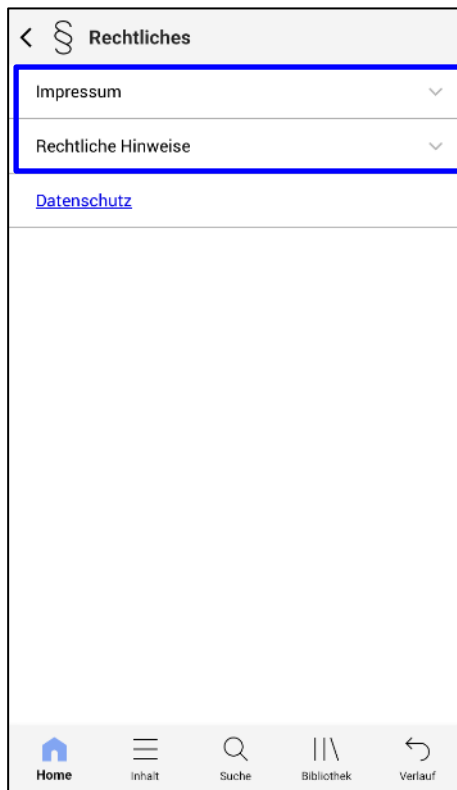 § Rechtliches
Impressum
Rechtliche Hinweise
Datenschutz
Home Inhalt Suche Bibliothek Verlauf